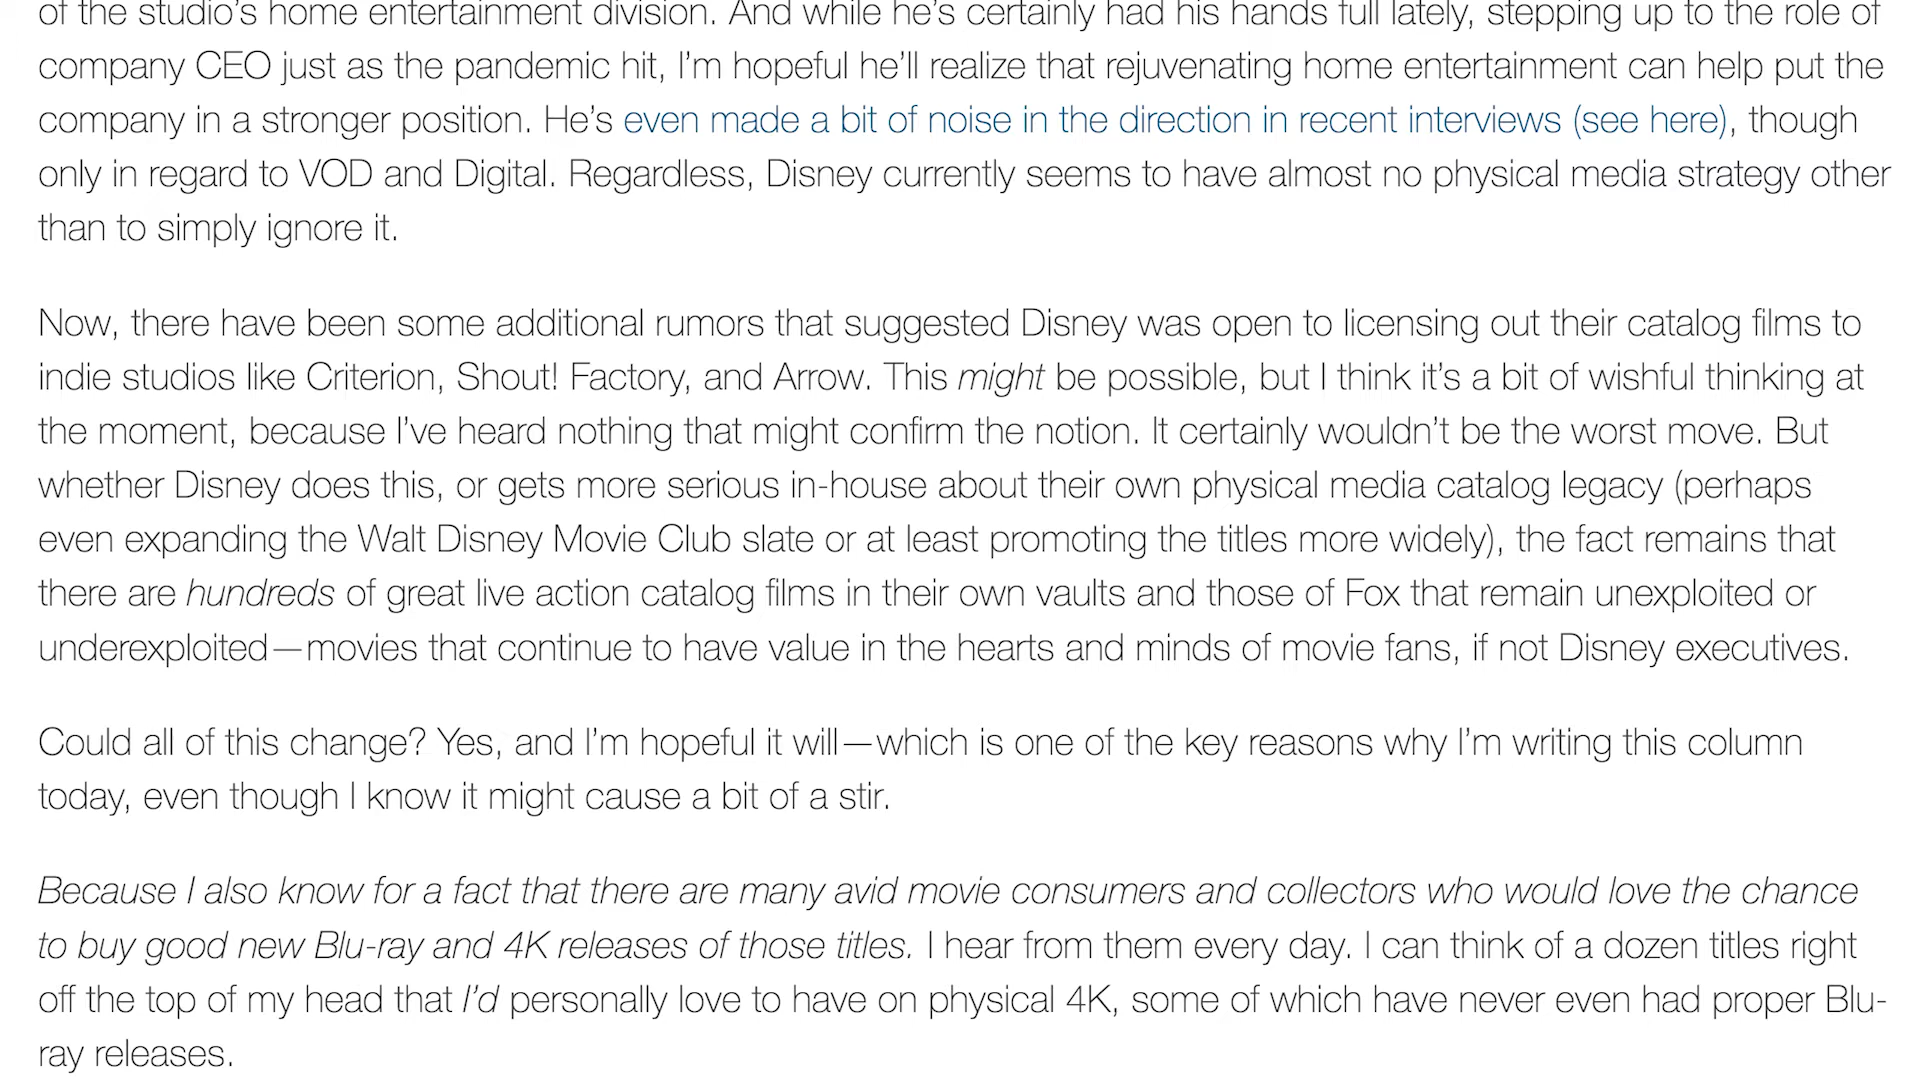 of the studio’s home entertainment division. And while he’s certainly had his hands full lately, stepping up to the role of
company CEO just as the pandemic hit, I’m hopeful he’ll realize that rejuvenating home entertainment can help put the
company in a stronger position. He’s even made a bit of noise in the direction in recent interviews (see here), though
only in regard to VOD and Digital. Regardless, Disney currently seems to have almost no physical media strategy other
than to simply ignore it.
Now, there have been some additional rumors that suggested Disney was open to licensing out their catalog films to
indie studios like Criterion, Shout! Factory, and Arrow. This might be possible, but I think it’s a bit of wishful thinking at
the moment, because I’ve heard nothing that might confirm the notion. It certainly wouldn’t be the worst move. But
whether Disney does this, or gets more serious in-house about their own physical media catalog legacy (perhaps
even expanding the Walt Disney Movie Club slate or at least promoting the titles more widely), the fact remains that
there are hundreds of great live action catalog films in their own vaults and those of Fox that remain unexploited or
underexploited—movies that continue to have value in the hearts and minds of movie fans, if not Disney executives.
Could all of this change? Yes, and I’m hopeful it will—which is one of the key reasons why I’m writing this column
today, even though I know it might cause a bit of a stir.
Because I also know for a fact that there are many avid movie consumers and collectors who would love the chance
to buy good new Blu-ray and 4K releases of those titles. I hear from them every day. I can think of a dozen titles right
off the top of my head that I’d personally love to have on physical 4K, some of which have never even had proper Blu-
ray releases.